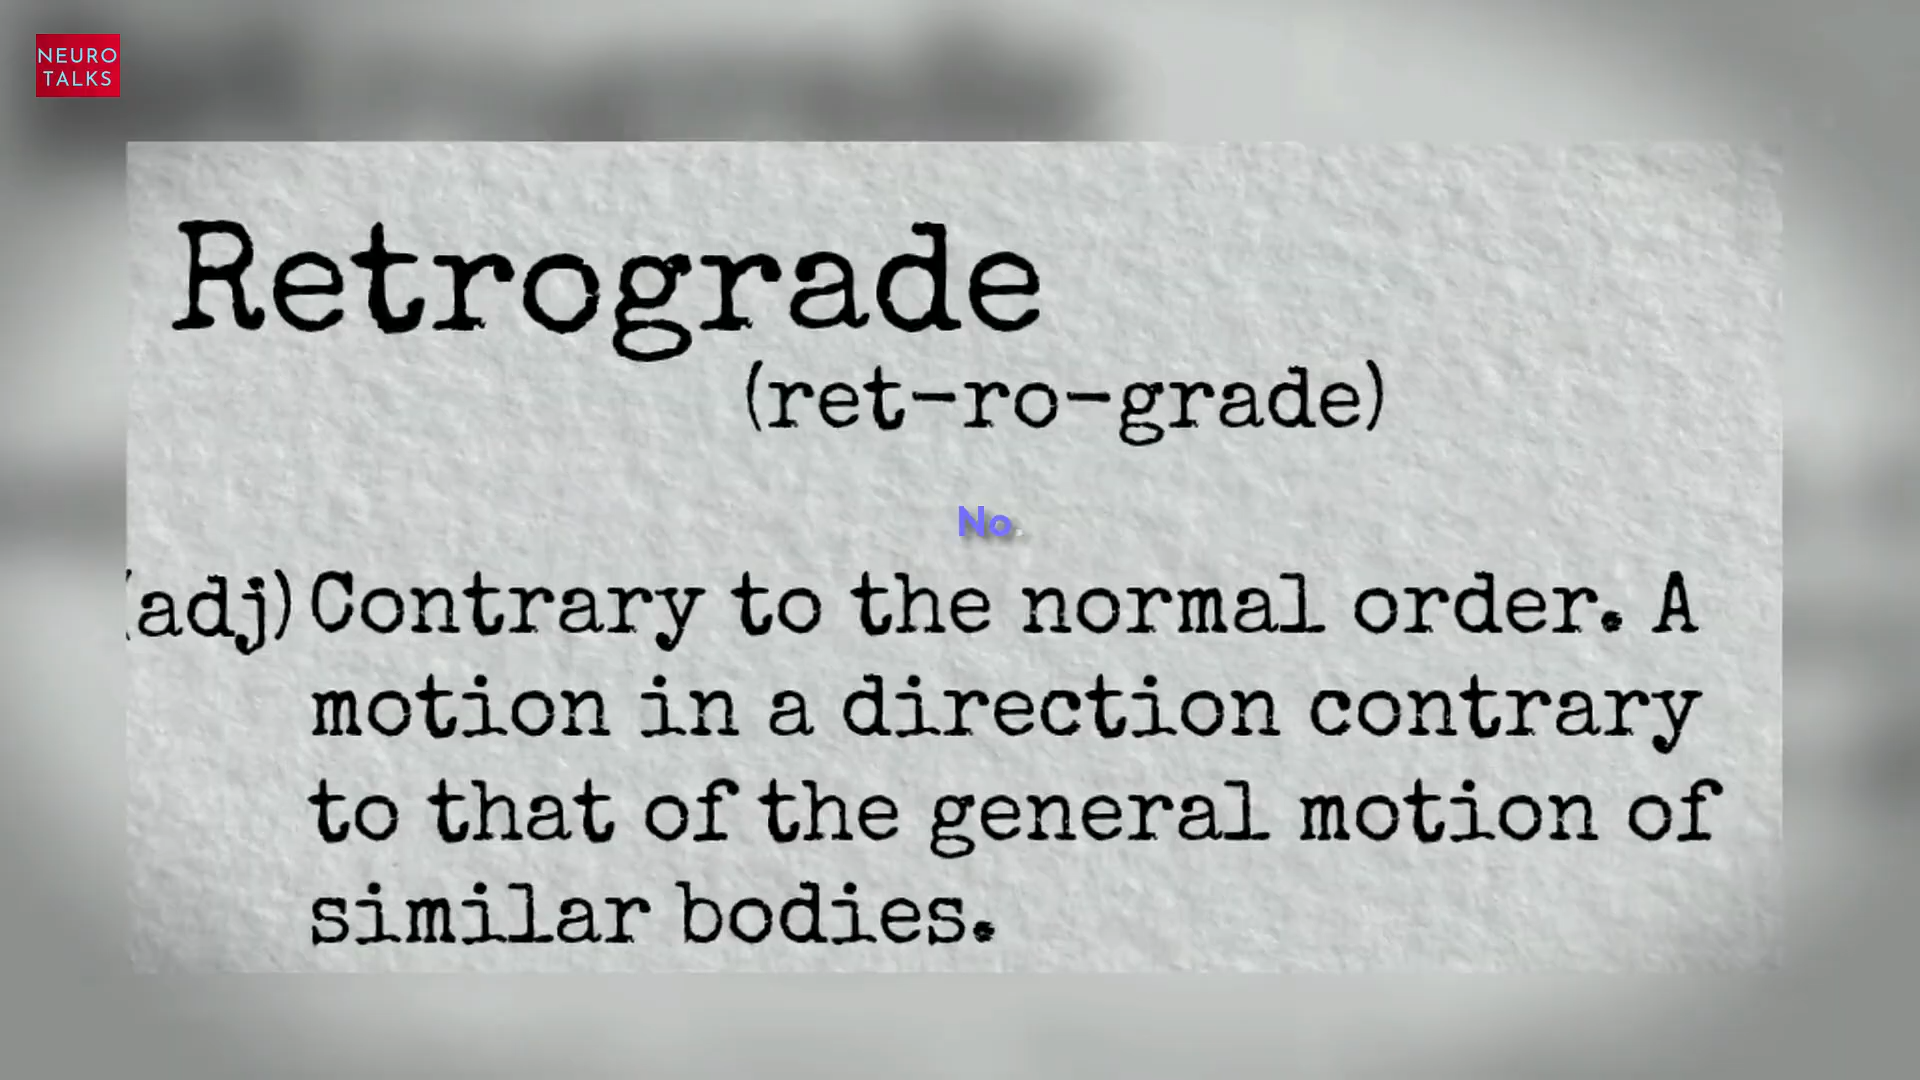 NEURO
TALKS
Retrograde
(ret-ro-grade)
No.
(adj) Contrary to the normal order. A
motion in a direction contrary
to that of the general motion of
similar bodies.